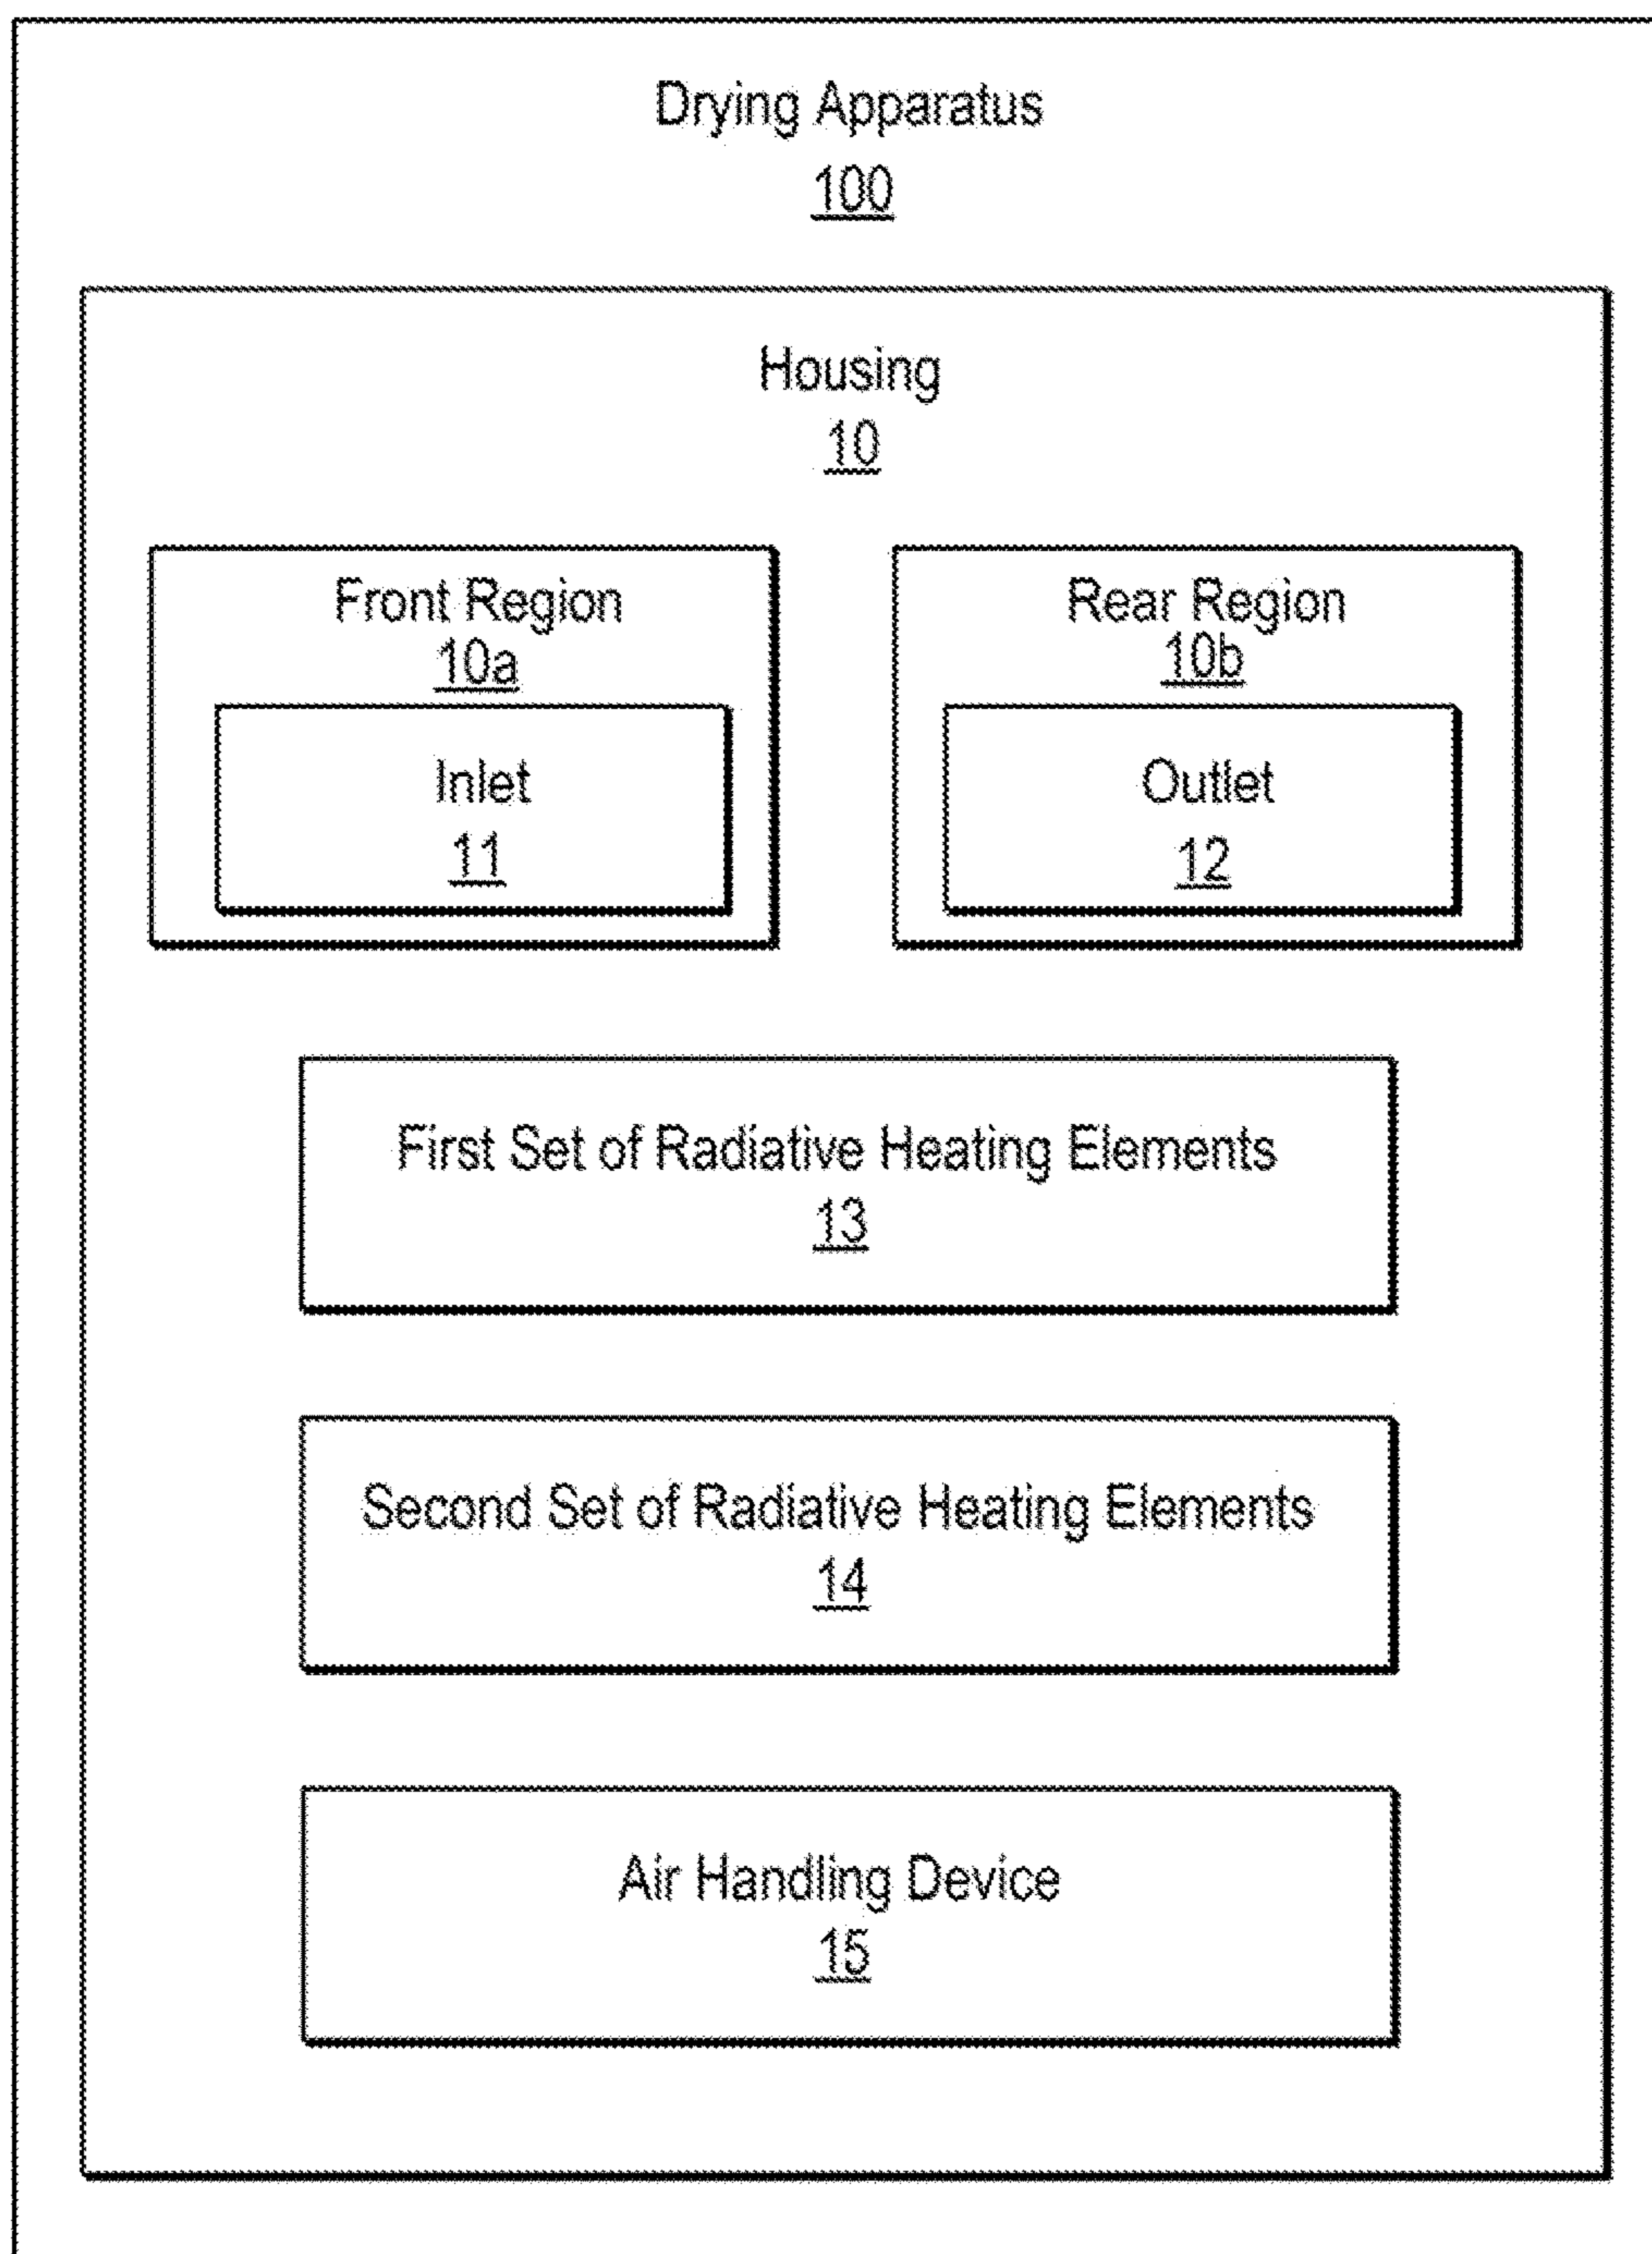 Drying Apparatus
100
Housing
10
Front Region
10a
Inlet
11
Rear Region
10b
Outlet
12
First Set of Radiative Heating Elements
13
Second Set of Radiative Heating Elements
14
Air Handling Device
15